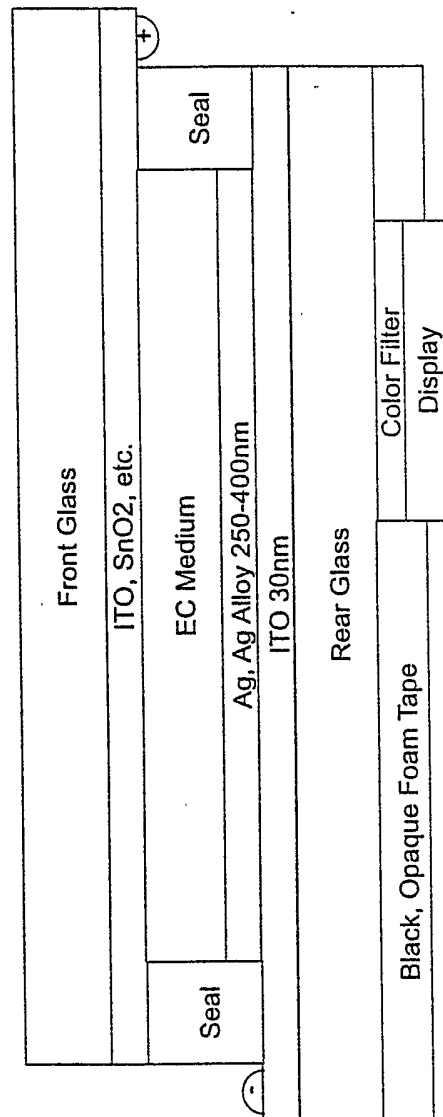 Front Glass
ITO, SnO2, etc.
+
Seal
EC Medium
Seal
Ag, Ag Alloy 250-400nm
-
ITO 30nm
Rear Glass
Color Filter
Display
Black, Opaque Foam Tape